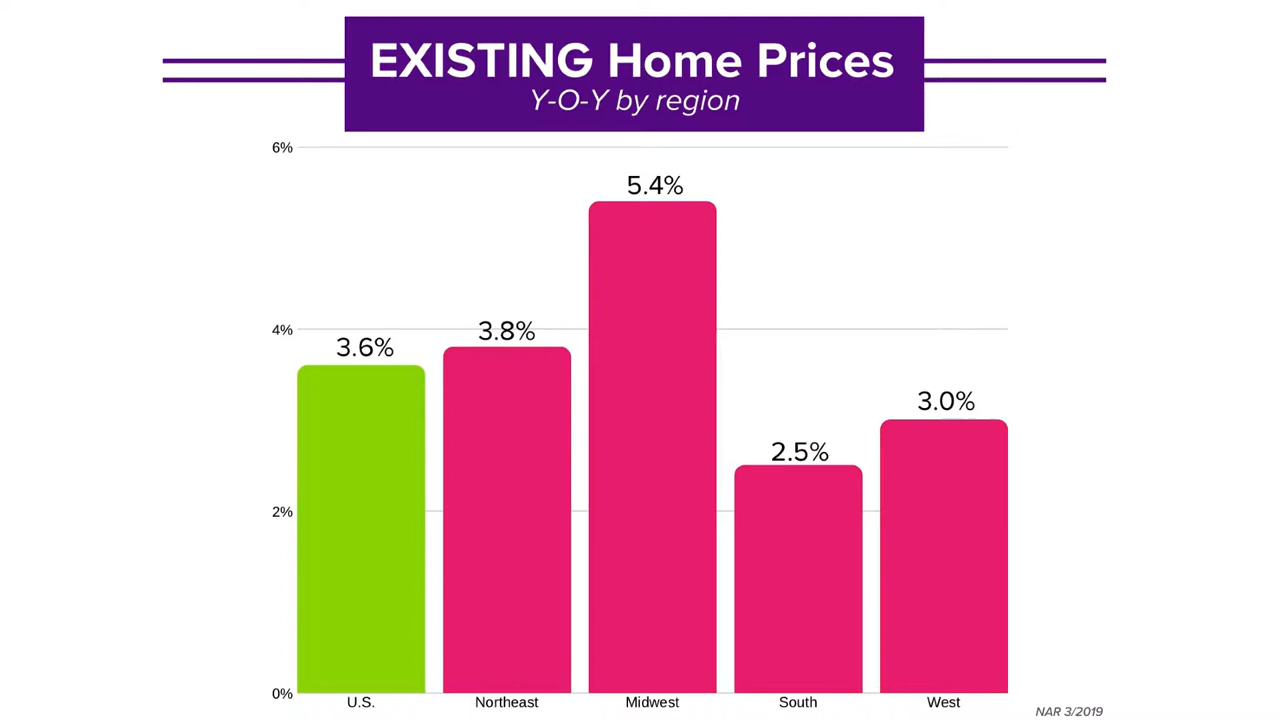 EXISTING Home Prices
Y-O-Y by region
6%
5.4%
4%
3.6%
3.8%
3.0%
2.5%
2%
0%
U.S.
Northeast
Midwest
South
West
NAR 3/2019